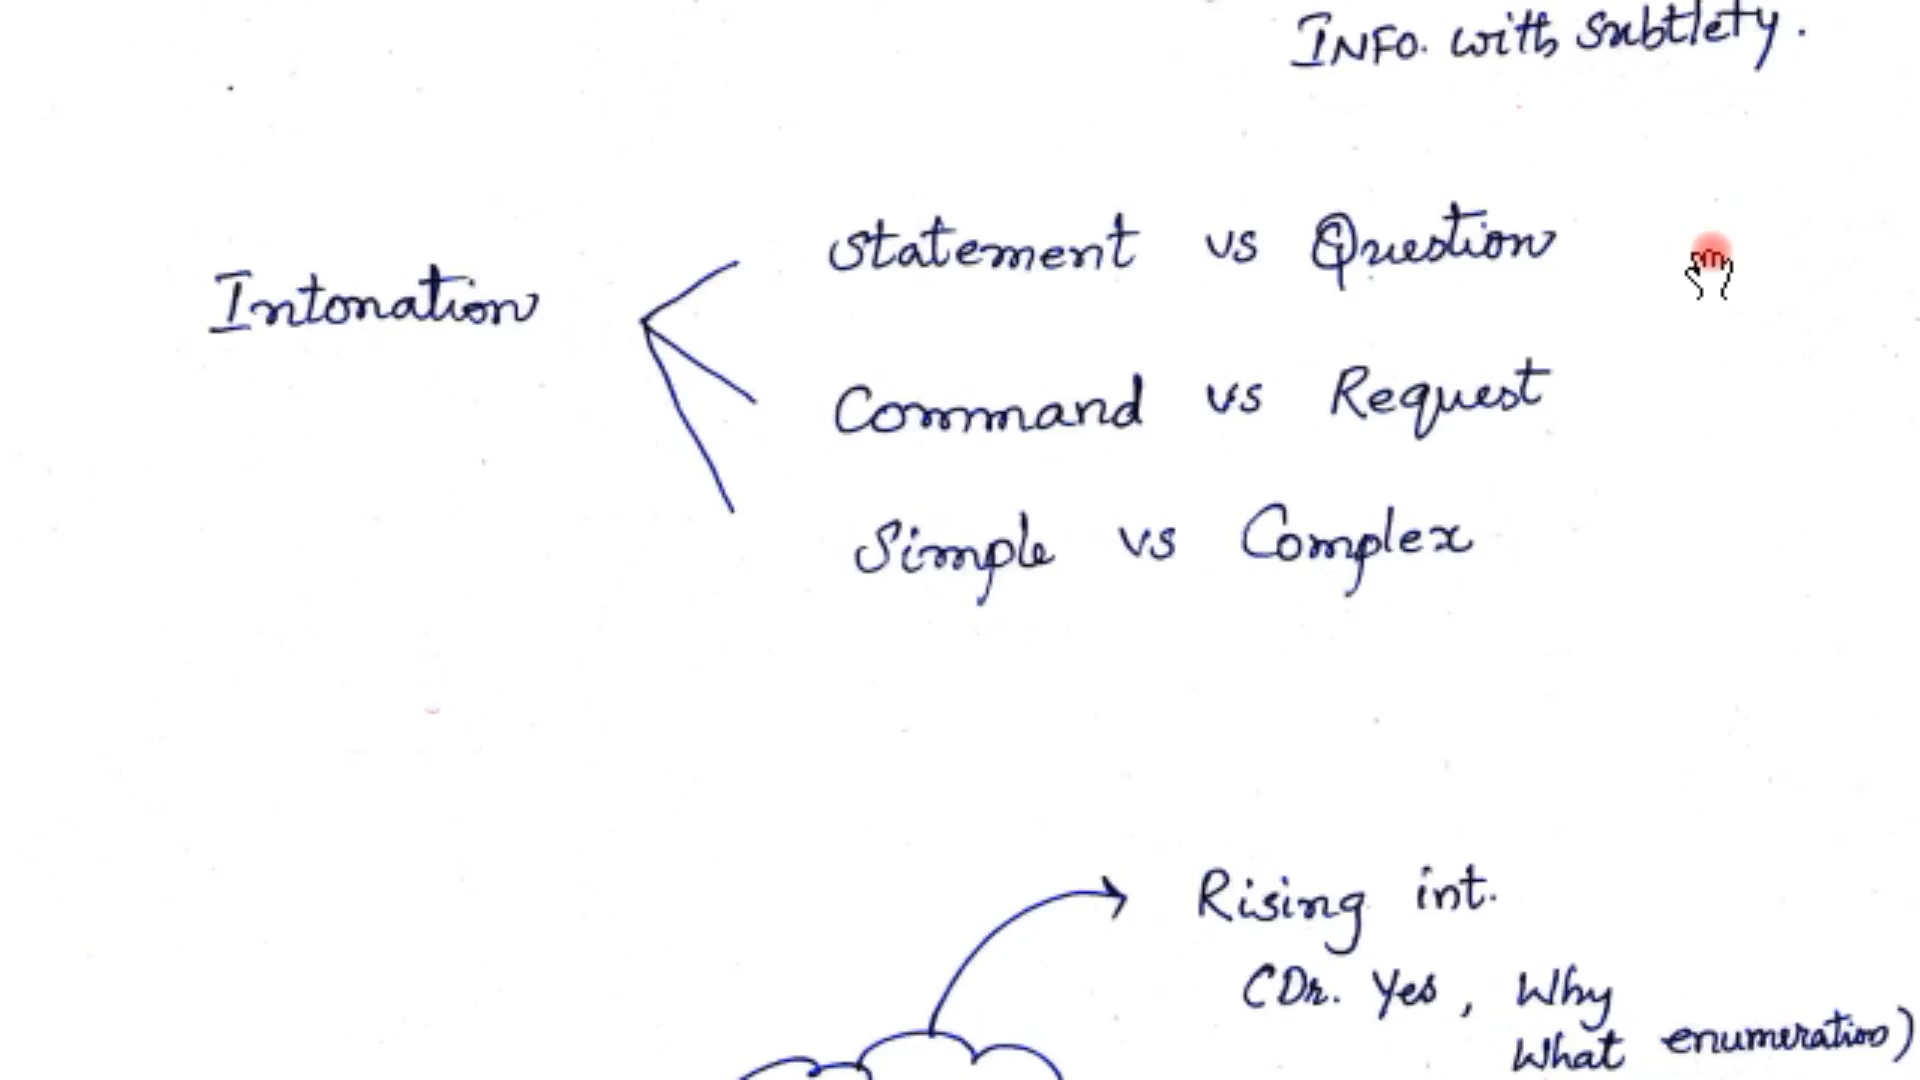 INFO. with subtlety.
Statement vs Question
Intonation
Command vs Request
Simple vs Complex
Rising int.
Yes, Why
What enumeration)